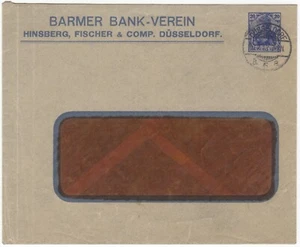 BARMER BANK-VEREIN
HINSBERG, FISCHER & COMP. DÜSSELDORF.